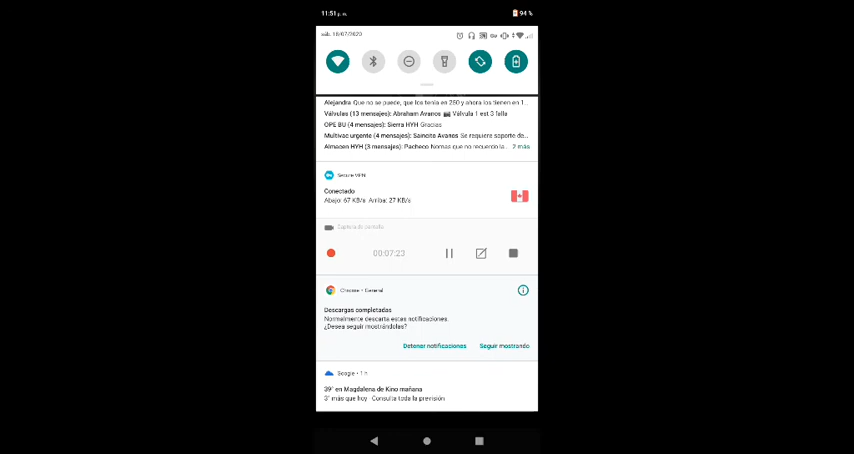 11:51 p. m.
94 %
sáb. 18/07/2020
Alejandra Que no se puede, que los tenia en 250 y ahora los tienen en 1...
Válvulas (13 mensajes): Abraham Avanos Válvula 1 est 3 falla
OPE BU (4 mensajes): Sierra HYH Gracias
Multivac urgente (4 mensajes): Sainote Avanos Se requiere soporte de...
Almacen HYH (3 mensajes): Pacheco Nomas que no recuerdo la... 2 más
Secure VPN
Conectado
Abajo: 67 KB/s Arriba: 27 KB/s
Captura de pantalla
00:07:23
Chrome • General
Descargas completadas
Normalmente descarta estas notificaciones.
¿Desea seguir mostrándolas?
Detener notificaciones Seguir mostrando
Google • 1 h
39° en Magdalena de Kino mañana
3° más que hoy · Consulta toda la previsión